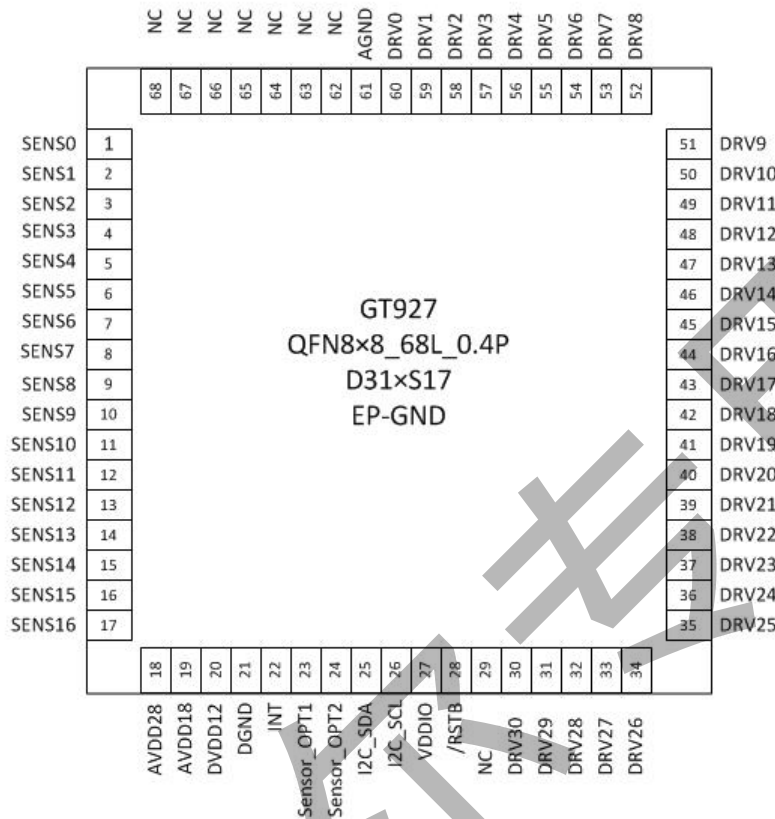 NC NC NC NC NC NC NC AGND DRV0 DRV1 DRV2 DRV3 DRV4 DRV5 DRV6 DRV7 DRV8
68 67 66 65 64 63 62 61 60 59 58 57 56 55 54 53 52
SENS0 1
SENS1 2
SENS2 3
SENS3 4
SENS4 5
SENS5 6
SENS6 7
SENS7 8
SENS8 9
SENS9 10
SENS10 11
SENS11 12
SENS12 13
SENS13 14
SENS14 15
SENS15 16
SENS16 17
GT927
QFN8×8_68L_0.4P
D31×S17
EP-GND
51 DRV9
50 DRV10
49 DRV11
48 DRV12
47 DRV13
46 DRV14
45 DRV15
44 DRV16
43 DRV17
42 DRV18
41 DRV19
40 DRV20
39 DRV21
38 DRV22
37 DRV23
36 DRV24
35 DRV25
18 19 20 21 22 23 24 25 26 27 28 29 30 31 32 33 34
AVDD28 AVDD18 DVDD12 DGND INT Sensor_OPT1 Sensor_OPT2 I2C_SDA I2C_SCL VDDIO /RSTB NC DRV30 DRV29 DRV28 DRV27 DRV26